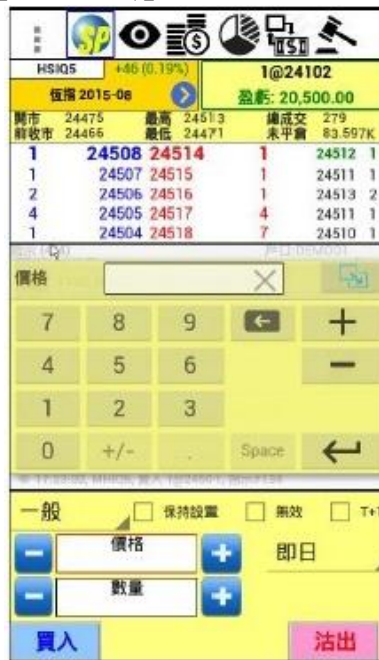 SP
HSIQ5 +46 (0.19%) 1@24102
恆指 2015-08 盈虧: 20,500.00
開市 24475 最高 24513 總成交 279
前收市 24466 最低 24471 未平倉 83.597K
1 24508 24514 1 24512 1
1 24507 24515 1 24511 1
2 24506 24516 1 24513 2
4 24505 24517 4 24511 1
1 24504 24518 7 24510 1
價格
7 8 9 +
4 5 6 -
1 2 3
0 +/- . Space
一般 保持設置 無效 T+1
- 價格 + 即日
- 數量 +
買入 沽出